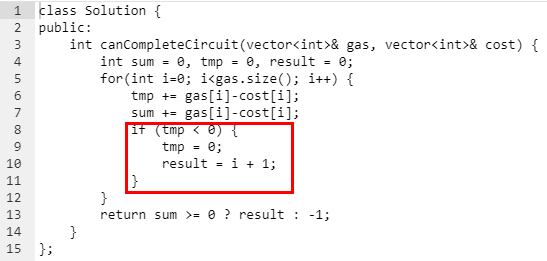 1 class Solution {
2 public:
3     int canCompleteCircuit(vector<int>& gas, vector<int>& cost) {
4         int sum = 0, tmp = 0, result = 0;
5         for(int i=0; i<gas.size(); i++) {
6             tmp += gas[i]-cost[i];
7             sum += gas[i]-cost[i];
8             if (tmp < 0) {
9                 tmp = 0;
10                 result = i + 1;
11             }
12         }
13         return sum >= 0 ? result : -1;
14     }
15 };